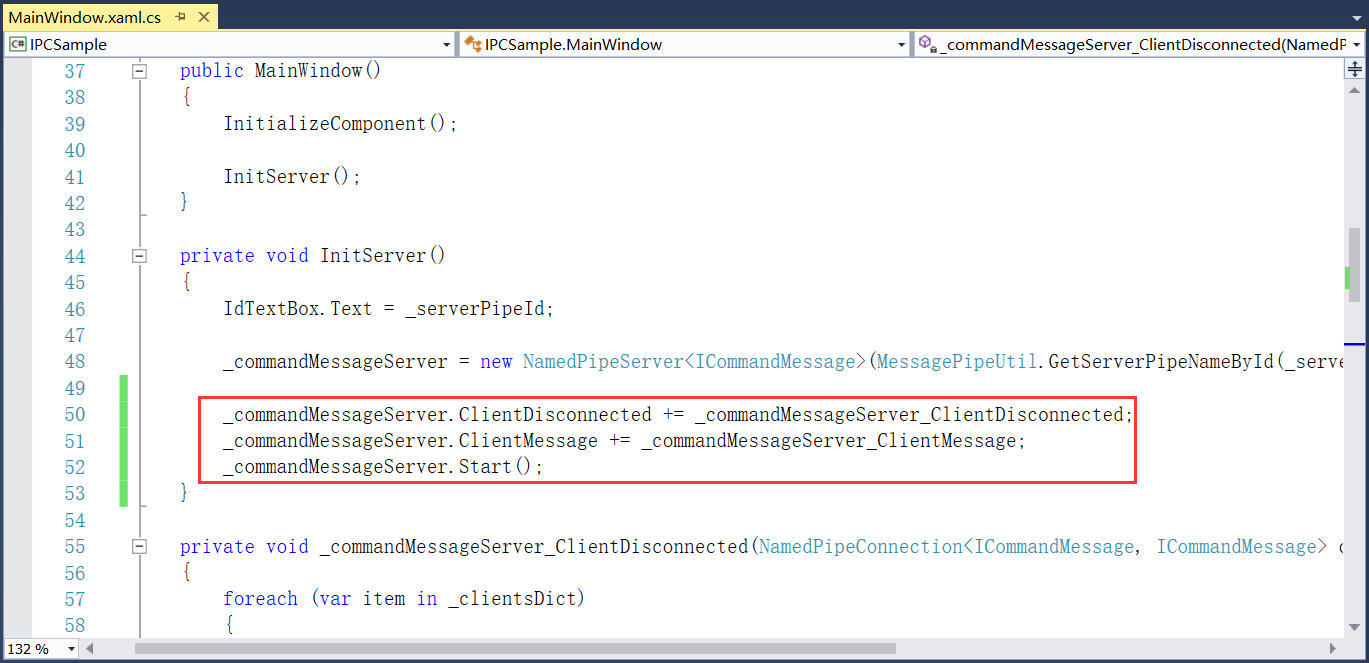 MainWindow.xaml.cs
IPCSample
IPCSample.MainWindow
_commandMessageServer_ClientDisconnected(NamedP
37 public MainWindow()
38 {
39 InitializeComponent();
40
41 InitServer();
42 }
43
44 private void InitServer()
45 {
46 IdTextBox.Text = _serverPipeId;
47
48 _commandMessageServer = new NamedPipeServer<ICommandMessage>(MessagePipeUtil.GetServerPipeNameById(_serve
49
50 _commandMessageServer.ClientDisconnected += _commandMessageServer_ClientDisconnected;
51 _commandMessageServer.ClientMessage += _commandMessageServer_ClientMessage;
52 _commandMessageServer.Start();
53 }
54
55 private void _commandMessageServer_ClientDisconnected(NamedPipeConnection<ICommandMessage, ICommandMessage> c
56 {
57 foreach (var item in _clientsDict)
58 {
132 %